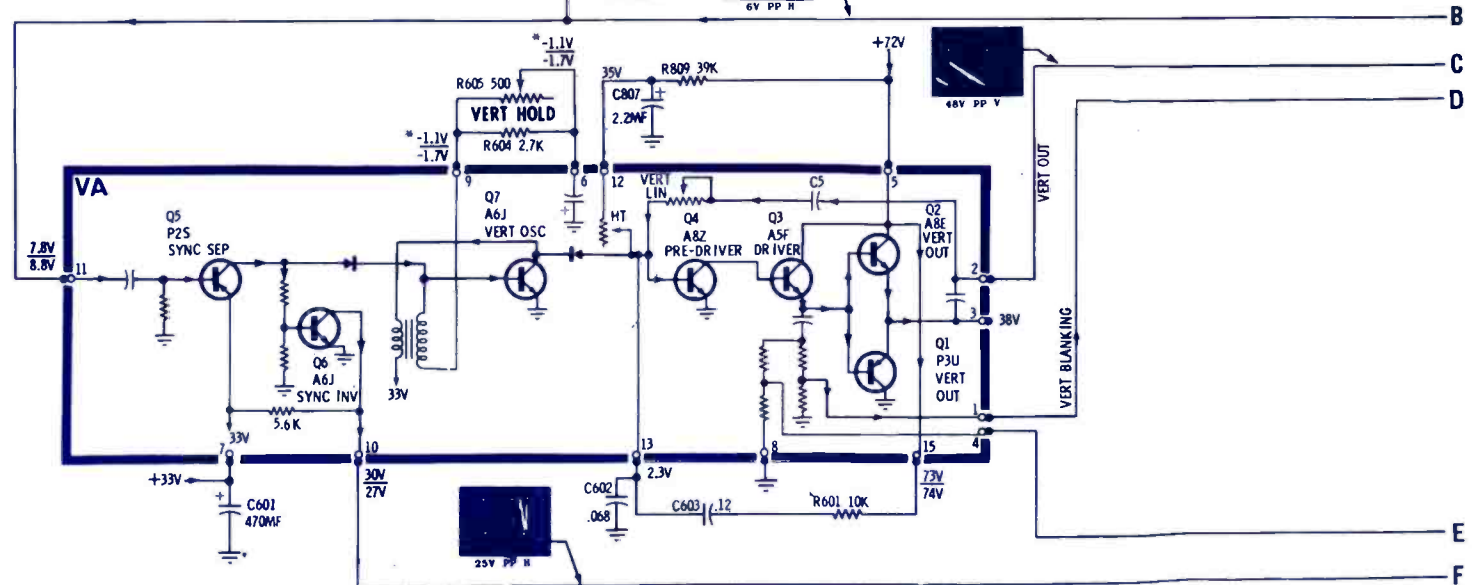 6V PP H
B
* -1.1V
-1.7V
+72V
R605 500
35V
R809 39K
C
VERT HOLD
C807
2.2MF
48V PP V
D
* -1.1V
-1.7V
R604 2.7K
VERT OUT
VA
9
6
12
5
VERT
LIN
C5
Q5
P2S
SYNC SEP
Q7
A6J
VERT OSC
HT
Q4
A8Z
PRE-DRIVER
Q3
A5F
DRIVER
Q2
A8E
VERT
OUT
7.8V
8.8V
11
2
3
38V
Q6
A6J
SYNC INV
33V
Q1
P3U
VERT
OUT
VERT BLANKING
5.6K
1
4
33V
7
10
13
8
15
+33V
30V
27V
2.3V
73V
74V
C601
470MF
C602
.068
C603
.12
R601 10K
E
25V PP H
F